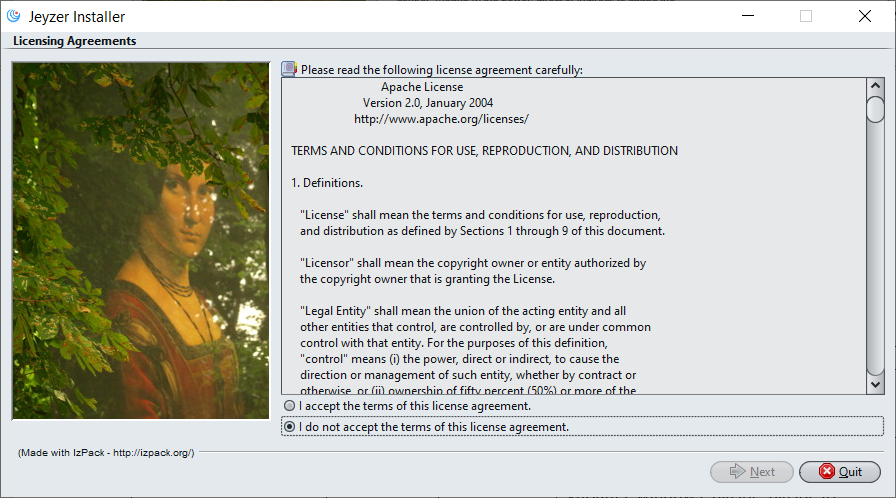 Jeyzer Installer
Licensing Agreements
Please read the following license agreement carefully:
Apache License
Version 2.0, January 2004
http://www.apache.org/licenses/
TERMS AND CONDITIONS FOR USE, REPRODUCTION, AND DISTRIBUTION
1. Definitions.
"License" shall mean the terms and conditions for use, reproduction,
and distribution as defined by Sections 1 through 9 of this document.
"Licensor" shall mean the copyright owner or entity authorized by
the copyright owner that is granting the License.
"Legal Entity" shall mean the union of the acting entity and all
other entities that control, are controlled by, or are under common
control with that entity. For the purposes of this definition,
"control" means (i) the power, direct or indirect, to cause the
direction or management of such entity, whether by contract or
otherwise, or (ii) ownership of fifty percent (50%) or more of the
I accept the terms of this license agreement.
I do not accept the terms of this license agreement.
(Made with IzPack - http://izpack.org/)
Next
Quit